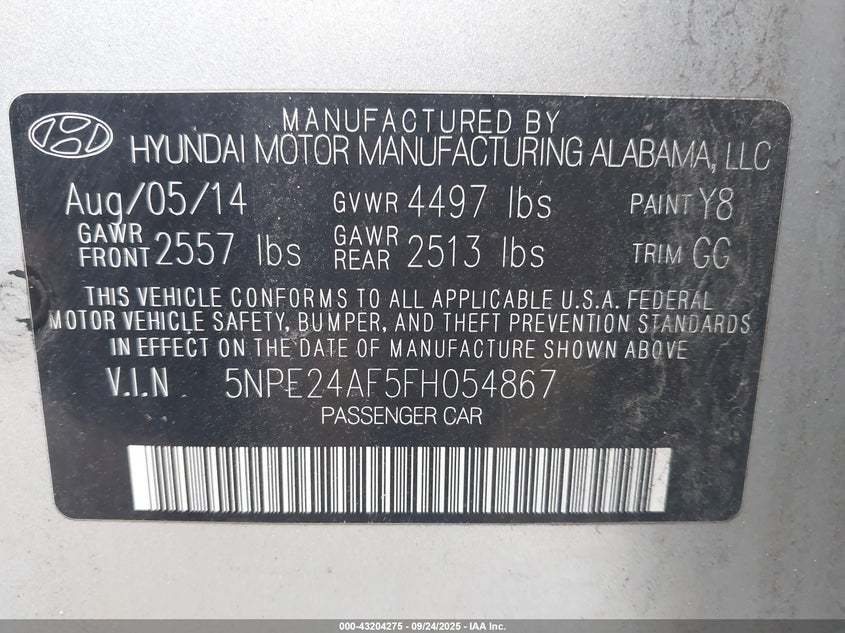 MANUFACTURED BY
HYUNDAI MOTOR MANUFACTURING ALABAMA, LLC
Aug/05/14 GVWR 4497 lbs PAINT Y8
GAWR FRONT 2557 lbs GAWR REAR 2513 lbs TRIM GG
THIS VEHICLE CONFORMS TO ALL APPLICABLE U.S.A. FEDERAL
MOTOR VEHICLE SAFETY, BUMPER, AND THEFT PREVENTION STANDARDS
IN EFFECT ON THE DATE OF MANUFACTURE SHOWN ABOVE
V.I.N 5NPE24AF5FH054867
PASSENGER CAR
000-43204275 - 09/24/2025 - IAA Inc.